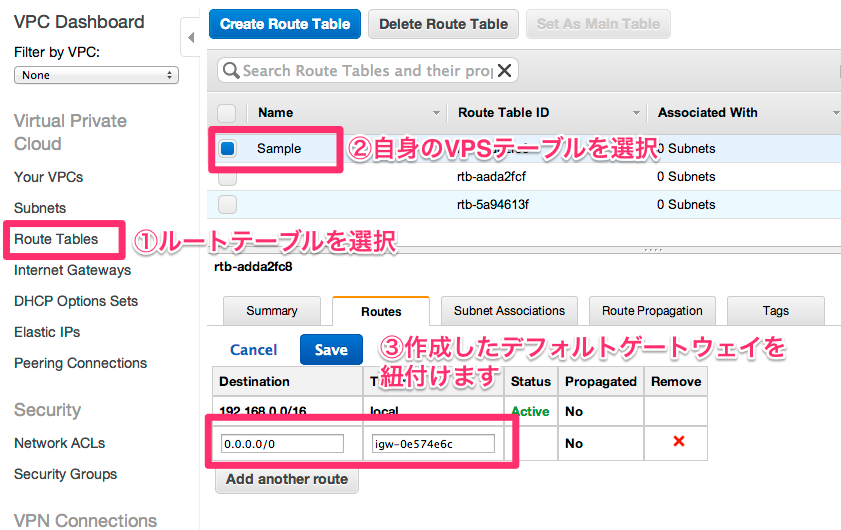 VPC Dashboard
Filter by VPC:
None
Virtual Private
Cloud
Your VPCs
Subnets
Route Tables
①ルートテーブルを選択
Internet Gateways
DHCP Options Sets
Elastic IPs
Peering Connections
Security
Network ACLs
Security Groups
VPN Connections
Create Route Table Delete Route Table Set As Main Table
Search Route Tables and their prop
Name Route Table ID Associated With
Sample 0 Subnets
②自身のVPSテーブルを選択
rtb-aada2fcf 0 Subnets
rtb-5a94613f 0 Subnets
rtb-adda2fc8
Summary Routes Subnet Associations Route Propagation Tags
Cancel Save
③作成したデフォルトゲートウェイを
紐付けます
Destination Status Propagated Remove
192.168.0.0/16 local Active No
0.0.0.0/0 igw-0e574e6c No
Add another route